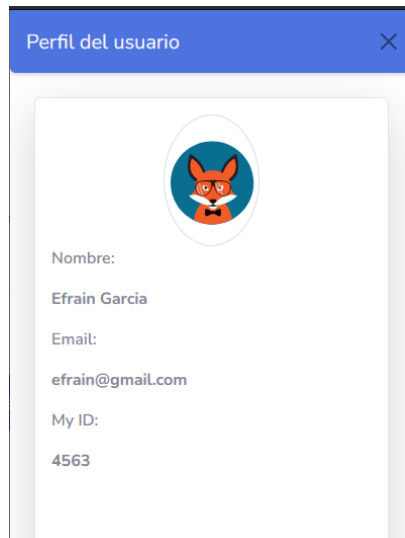 Perfil del usuario
Nombre:
Efrain Garcia
Email:
efrain@gmail.com
My ID:
4563